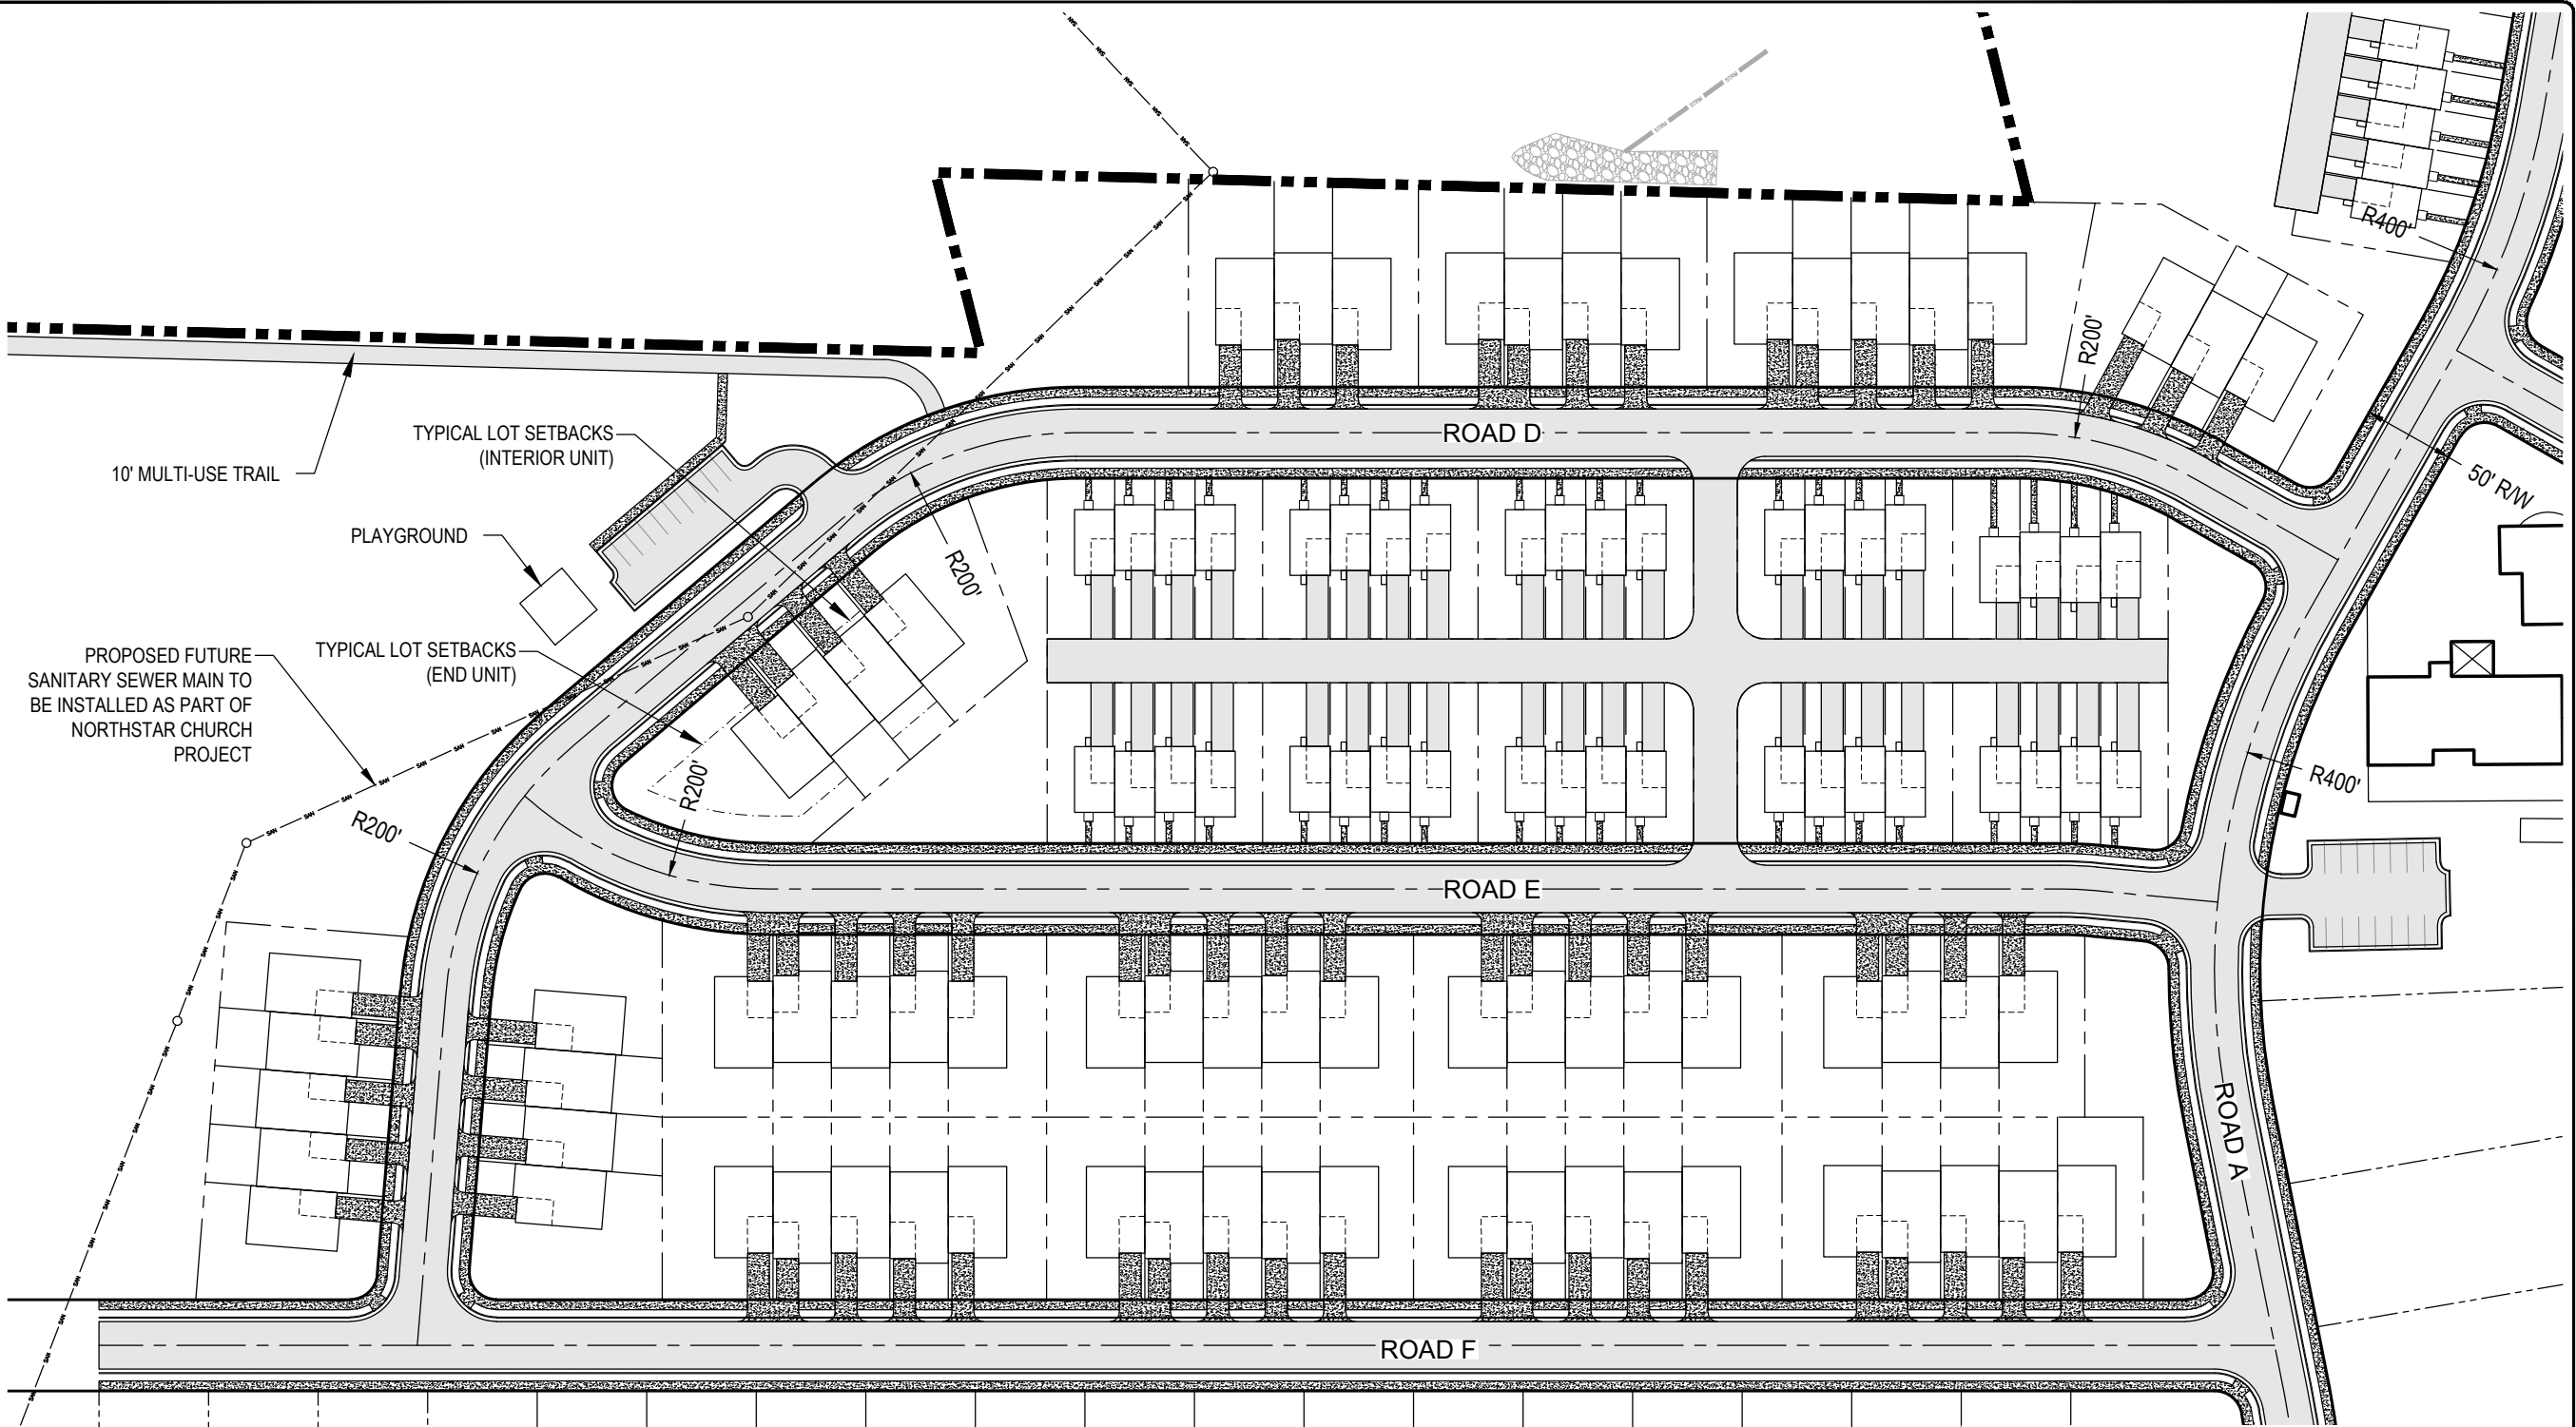 R400'
R200'
ROAD D
TYPICAL LOT SETBACKS
(INTERIOR UNIT)
10' MULTI-USE TRAIL
50' R/W
PLAYGROUND
R200'
TYPICAL LOT SETBACKS
(END UNIT)
PROPOSED FUTURE
SANITARY SEWER MAIN TO
BE INSTALLED AS PART OF
NORTHSTAR CHURCH
PROJECT
R200'
R400'
R200'
ROAD E
ROAD A
ROAD F
SAN
STRM